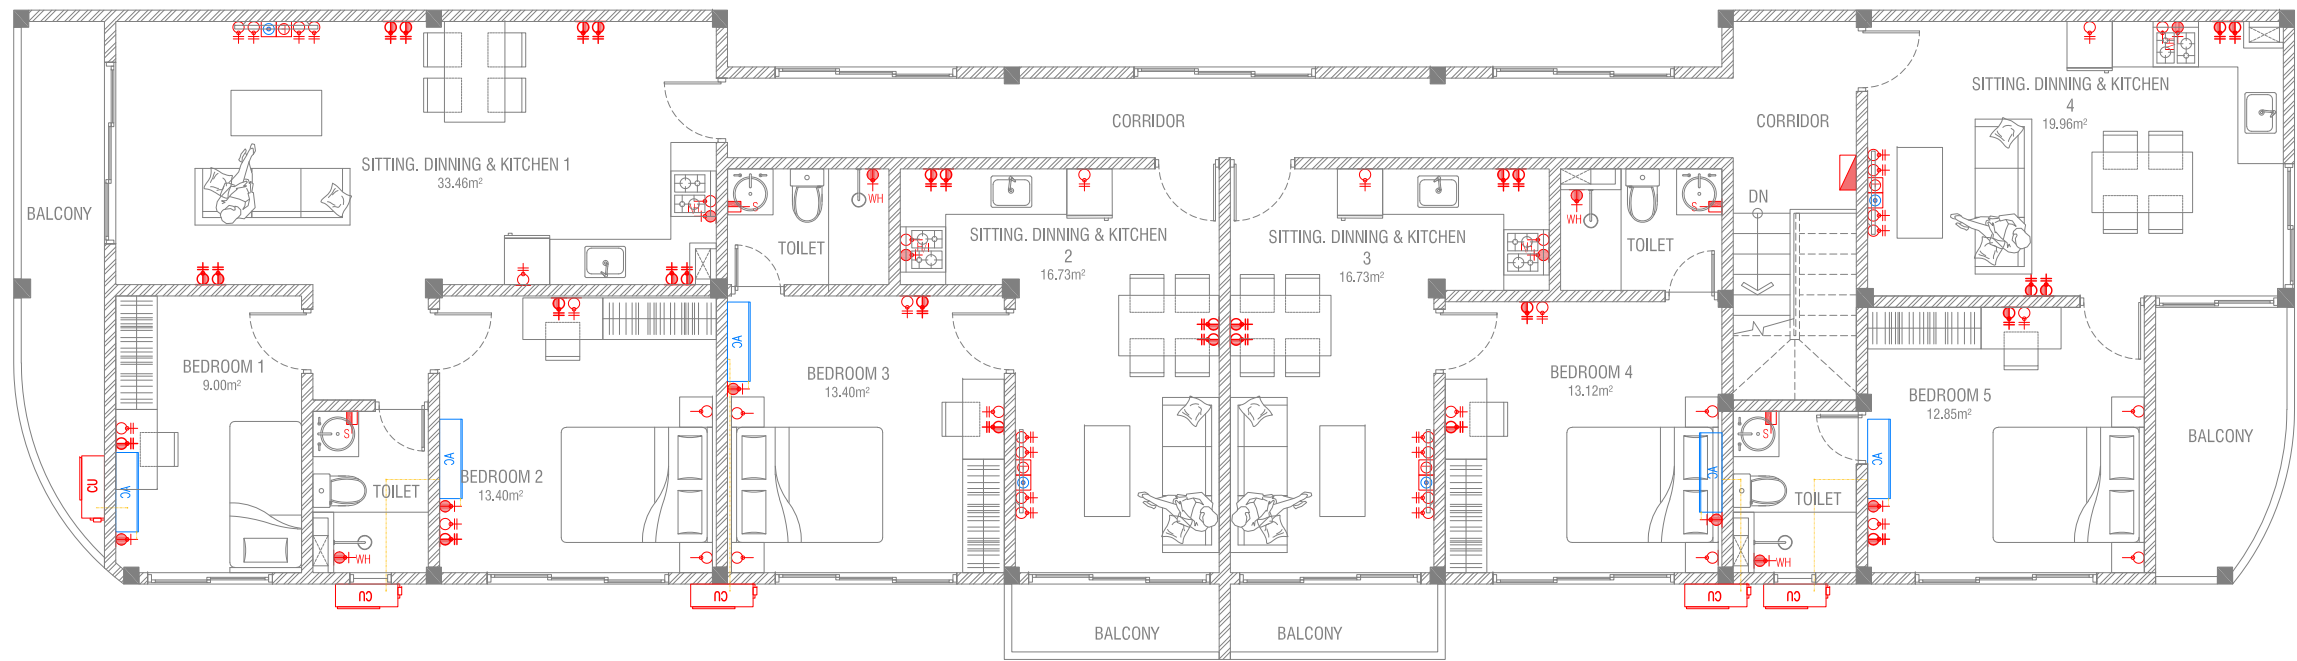 SITTING. DINNING & KITCHEN 1
33.46m²
BALCONY
CORRIDOR
CORRIDOR
SITTING. DINNING & KITCHEN
4
19.96m²
WH
S
TOILET
SITTING. DINNING & KITCHEN
2
16.73m²
SITTING. DINNING & KITCHEN
3
16.73m²
WH
S
TOILET
DN
BEDROOM 1
9.00m²
AC
BEDROOM 3
13.40m²
BEDROOM 4
13.12m²
BEDROOM 5
12.85m²
BALCONY
S
AC
BEDROOM 2
13.40m²
TOILET
CU
AC
WH
AC
S
TOILET
AC
WH
CU
CU
CU
CU
BALCONY
BALCONY